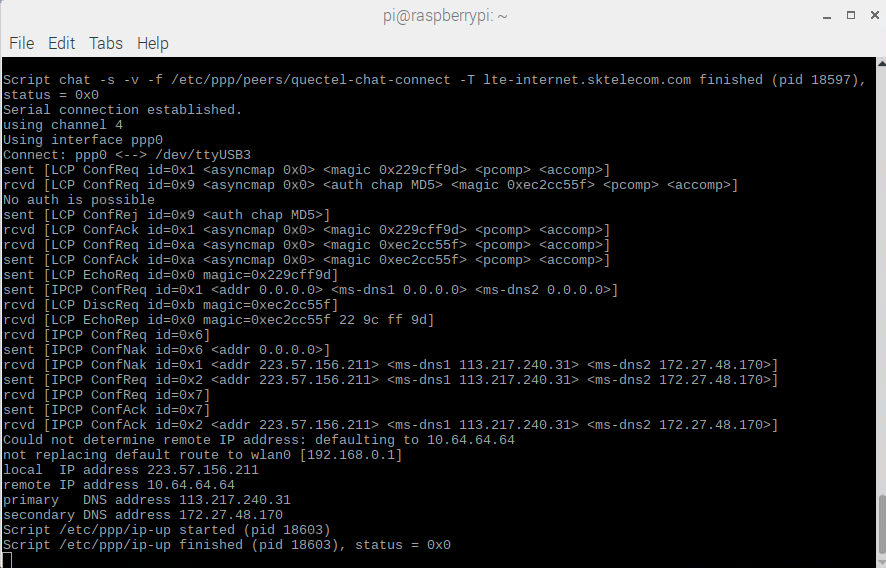 pi@raspberrypi: ~
File Edit Tabs Help
Script chat -s -v -f /etc/ppp/peers/quectel-chat-connect -T lte-internet.sktelecom.com finished (pid 18597),
status = 0x0
Serial connection established.
using channel 4
Using interface ppp0
Connect: ppp0 <--> /dev/ttyUSB3
sent [LCP ConfReq id=0x1 <asyncmap 0x0> <magic 0x229cff9d> <pcomp> <accomp>]
rcvd [LCP ConfReq id=0x9 <asyncmap 0x0> <auth chap MD5> <magic 0xec2cc55f> <pcomp> <accomp>]
No auth is possible
sent [LCP ConfRej id=0x9 <auth chap MD5>]
rcvd [LCP ConfAck id=0x1 <asyncmap 0x0> <magic 0x229cff9d> <pcomp> <accomp>]
rcvd [LCP ConfReq id=0xa <asyncmap 0x0> <magic 0xec2cc55f> <pcomp> <accomp>]
sent [LCP ConfAck id=0xa <asyncmap 0x0> <magic 0xec2cc55f> <pcomp> <accomp>]
sent [LCP EchoReq id=0x0 magic=0x229cff9d]
sent [IPCP ConfReq id=0x1 <addr 0.0.0.0> <ms-dns1 0.0.0.0> <ms-dns2 0.0.0.0>]
rcvd [LCP DiscReq id=0xb magic=0xec2cc55f]
rcvd [LCP EchoRep id=0x0 magic=0xec2cc55f 22 9c ff 9d]
rcvd [IPCP ConfReq id=0x6]
sent [IPCP ConfNak id=0x6 <addr 0.0.0.0>]
rcvd [IPCP ConfNak id=0x1 <addr 223.57.156.211> <ms-dns1 113.217.240.31> <ms-dns2 172.27.48.170>]
sent [IPCP ConfReq id=0x2 <addr 223.57.156.211> <ms-dns1 113.217.240.31> <ms-dns2 172.27.48.170>]
rcvd [IPCP ConfReq id=0x7]
sent [IPCP ConfAck id=0x7]
rcvd [IPCP ConfAck id=0x2 <addr 223.57.156.211> <ms-dns1 113.217.240.31> <ms-dns2 172.27.48.170>]
Could not determine remote IP address: defaulting to 10.64.64.64
not replacing default route to wlan0 [192.168.0.1]
local  IP address 223.57.156.211
remote IP address 10.64.64.64
primary   DNS address 113.217.240.31
secondary DNS address 172.27.48.170
Script /etc/ppp/ip-up started (pid 18603)
Script /etc/ppp/ip-up finished (pid 18603), status = 0x0